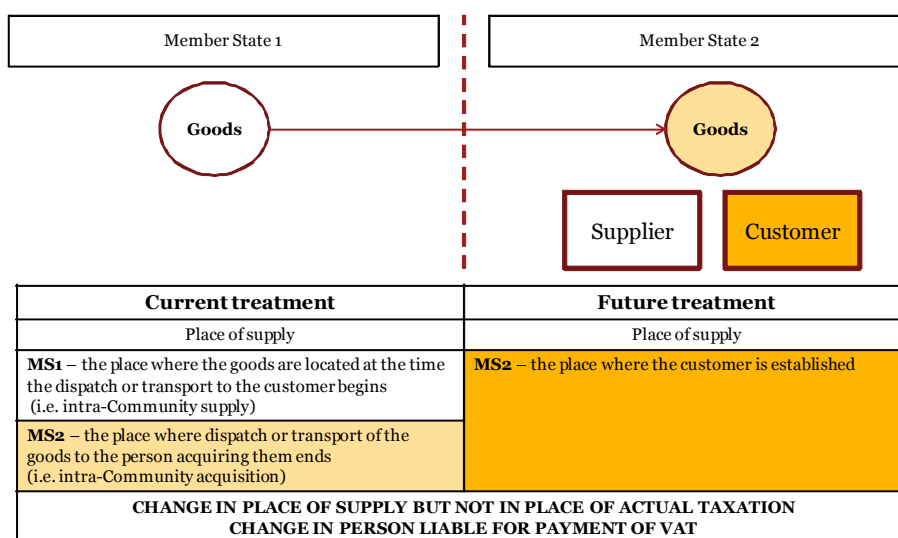 Member State 1
Member State 2
Goods
Goods
Supplier
Customer
Current treatment
Future treatment
Place of supply
Place of supply
MS1 – the place where the goods are located at the time
the dispatch or transport to the customer begins
(i.e. intra-Community supply)
MS2 – the place where the customer is established
MS2 – the place where dispatch or transport of the
goods to the person acquiring them ends
(i.e. intra-Community acquisition)
CHANGE IN PLACE OF SUPPLY BUT NOT IN PLACE OF ACTUAL TAXATION
CHANGE IN PERSON LIABLE FOR PAYMENT OF VAT